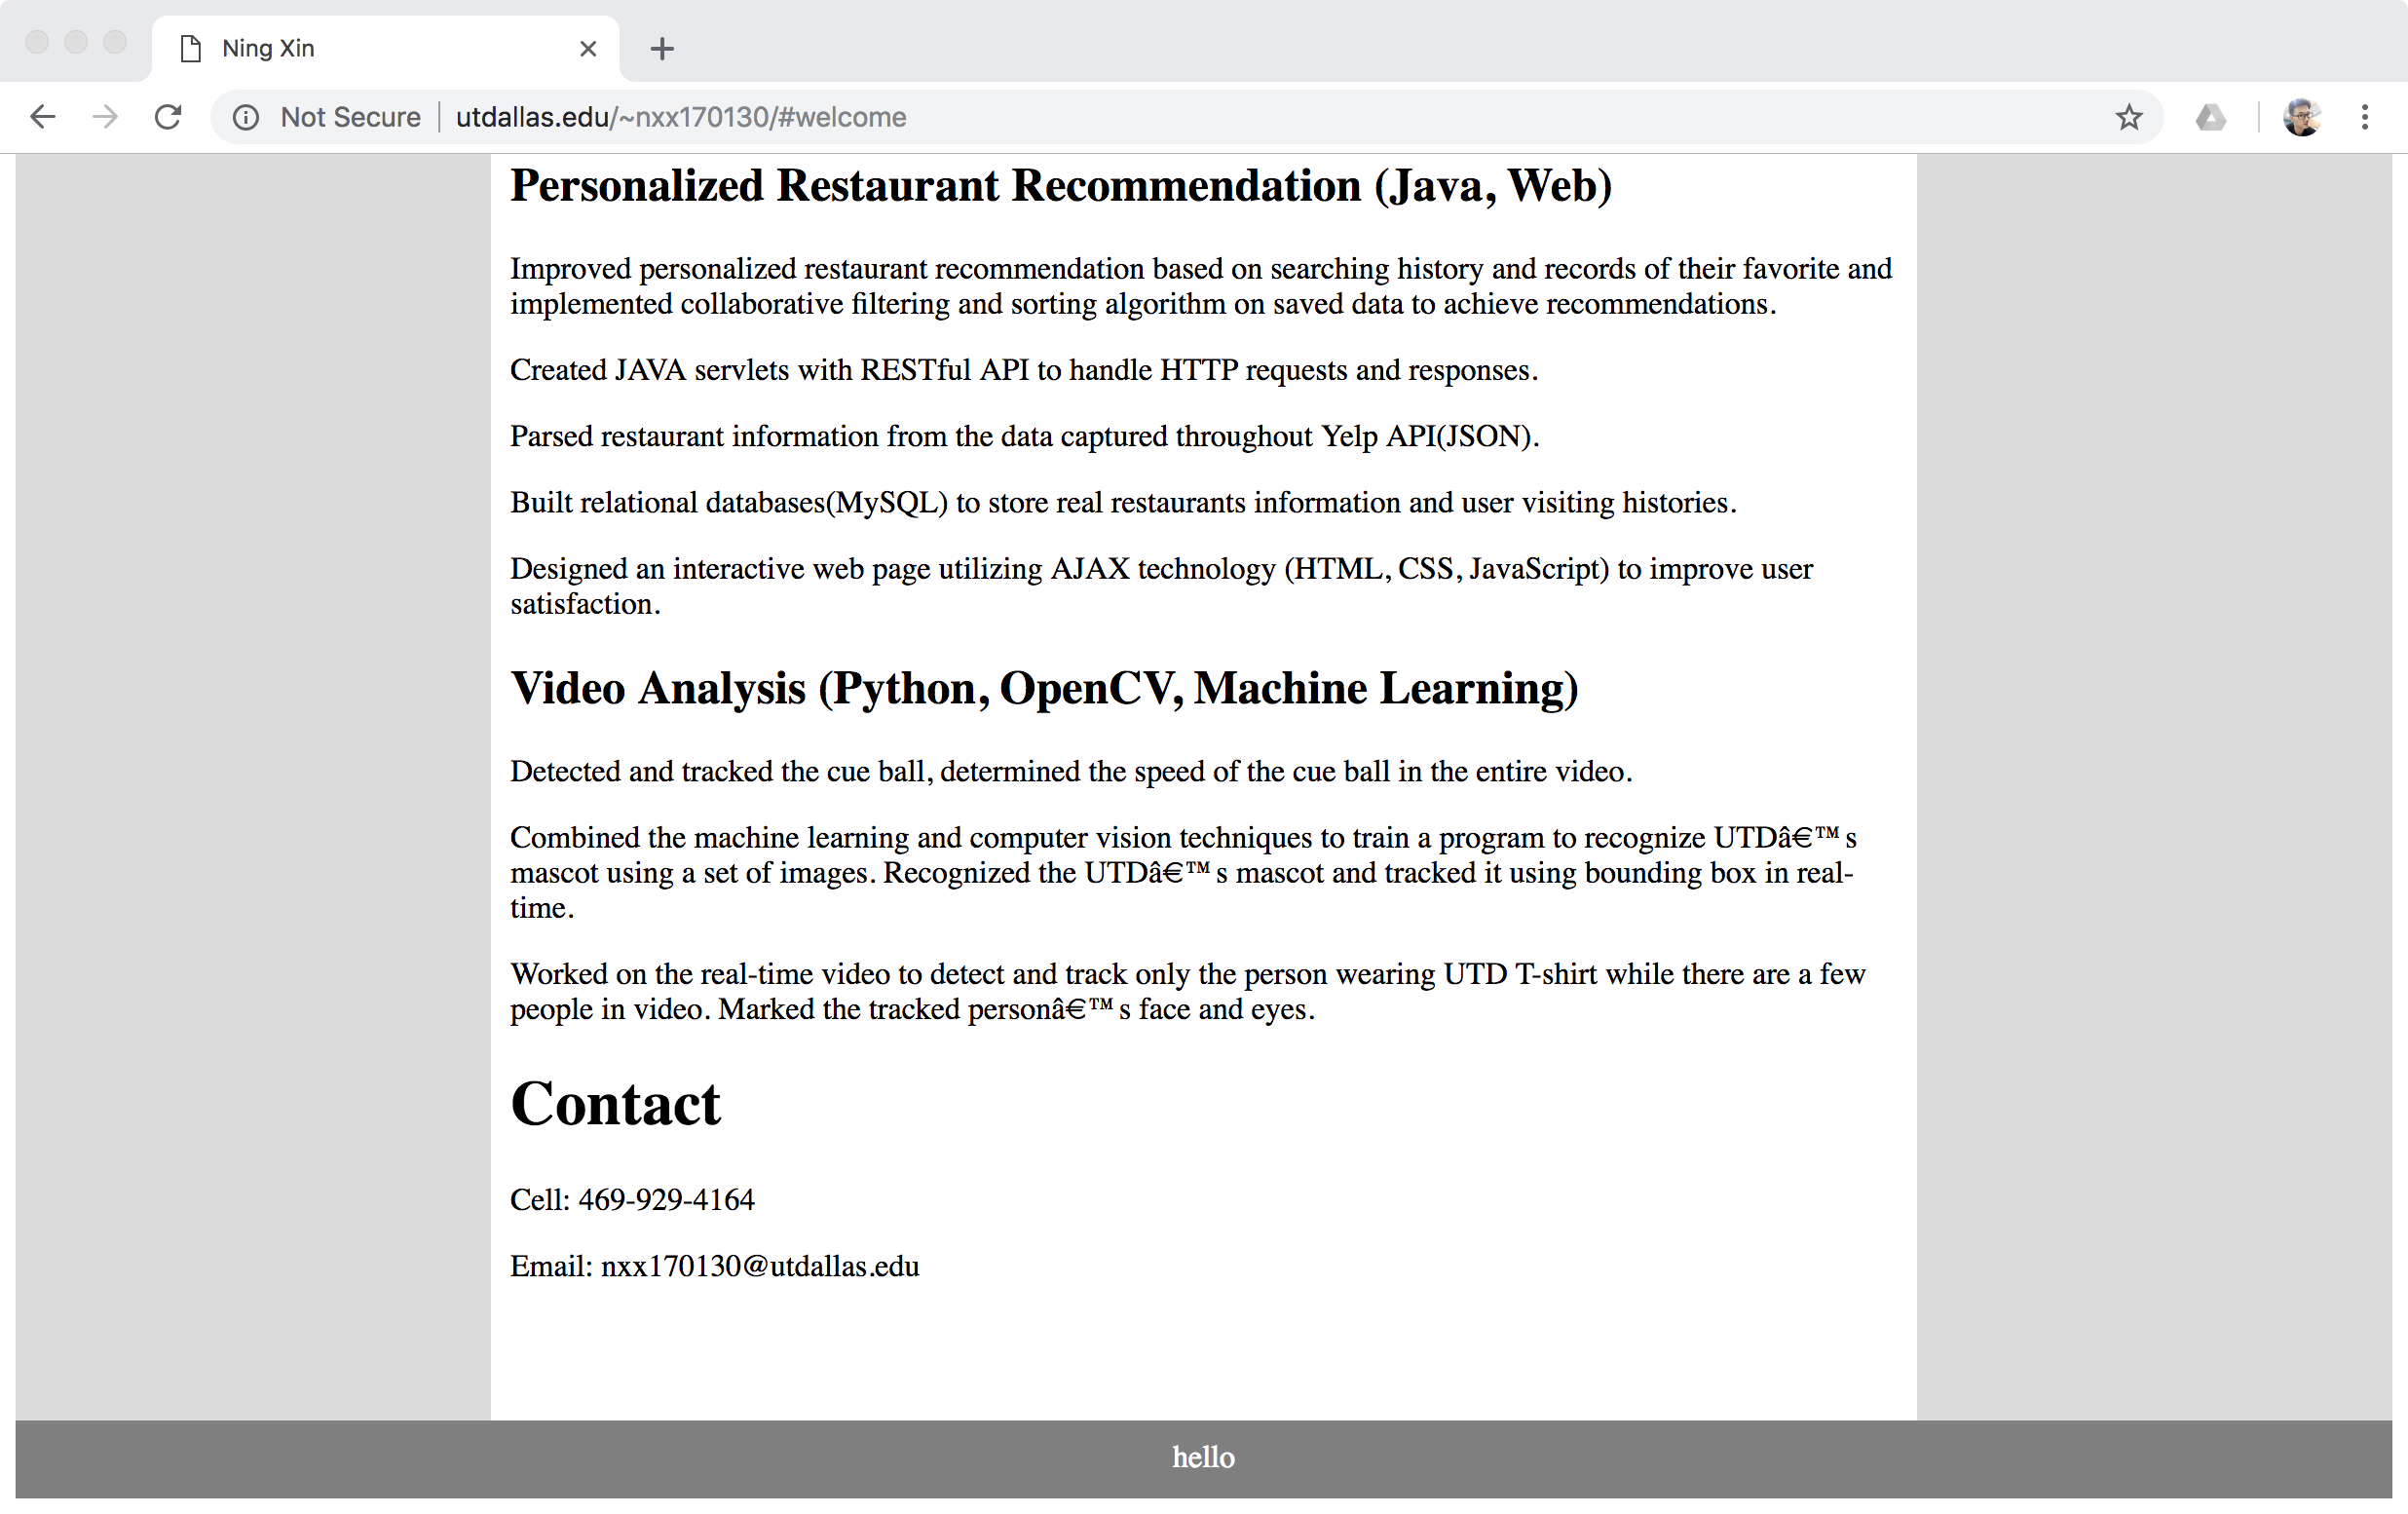 Ning Xin
Not Secure utdallas.edu/~nxx170130/#welcome
Personalized Restaurant Recommendation (Java, Web)
Improved personalized restaurant recommendation based on searching history and records of their favorite and
implemented collaborative filtering and sorting algorithm on saved data to achieve recommendations.
Created JAVA servlets with RESTful API to handle HTTP requests and responses.
Parsed restaurant information from the data captured throughout Yelp API(JSON).
Built relational databases(MySQL) to store real restaurants information and user visiting histories.
Designed an interactive web page utilizing AJAX technology (HTML, CSS, JavaScript) to improve user
satisfaction.
Video Analysis (Python, OpenCV, Machine Learning)
Detected and tracked the cue ball, determined the speed of the cue ball in the entire video.
Combined the machine learning and computer vision techniques to train a program to recognize UTDâ€™s
mascot using a set of images. Recognized the UTDâ€™s mascot and tracked it using bounding box in real-
time.
Worked on the real-time video to detect and track only the person wearing UTD T-shirt while there are a few
people in video. Marked the tracked personâ€™s face and eyes.
Contact
Cell: 469-929-4164
Email: nxx170130@utdallas.edu
hello